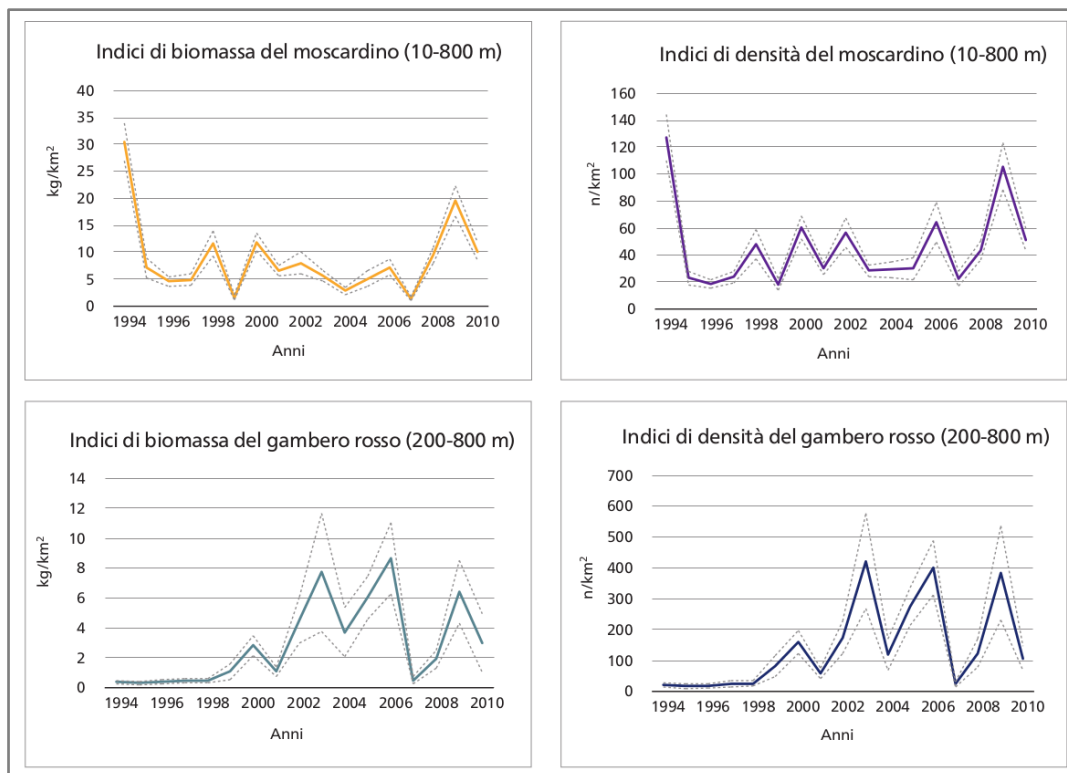 Indici di biomassa del moscardino (10-800 m)
40
35
30
25
20
15
10
5
0
kg/km²
1994 1996 1998 2000 2002 2004 2006 2008 2010
Anni
Indici di densità del moscardino (10-800 m)
160
140
120
100
80
60
40
20
0
n/km²
1994 1996 1998 2000 2002 2004 2006 2008 2010
Anni
Indici di biomassa del gambero rosso (200-800 m)
14
12
10
8
6
4
2
0
kg/km²
1994 1996 1998 2000 2002 2004 2006 2008 2010
Anni
Indici di densità del gambero rosso (200-800 m)
700
600
500
400
300
200
100
0
n/km²
1994 1996 1998 2000 2002 2004 2006 2008 2010
Anni